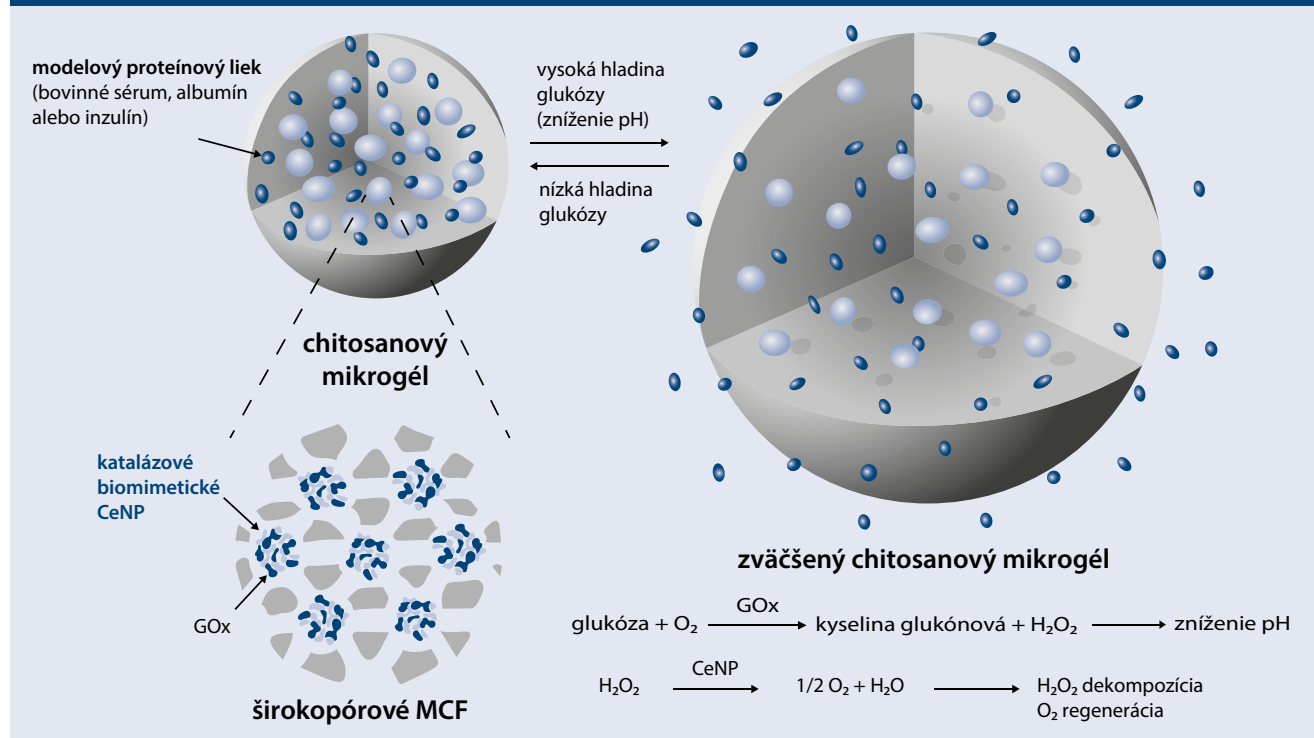 modelový proteínový liek
(bovinné sérum, albumín
alebo inzulín)
vysoká hladina
glukózy
(zníženie pH)
nízká hladina
glukózy
chitosanový
mikrogél
katalázové
biomimetické
CeNP
GOx
širokopórové MCF
zväčšený chitosanový mikrogél
glukóza + O₂ GOx kyselina glukónová + H₂O₂ zníženie pH
H₂O₂ CeNP 1/2 O₂ + H₂O H₂O₂ dekompozícia
O₂ regenerácia